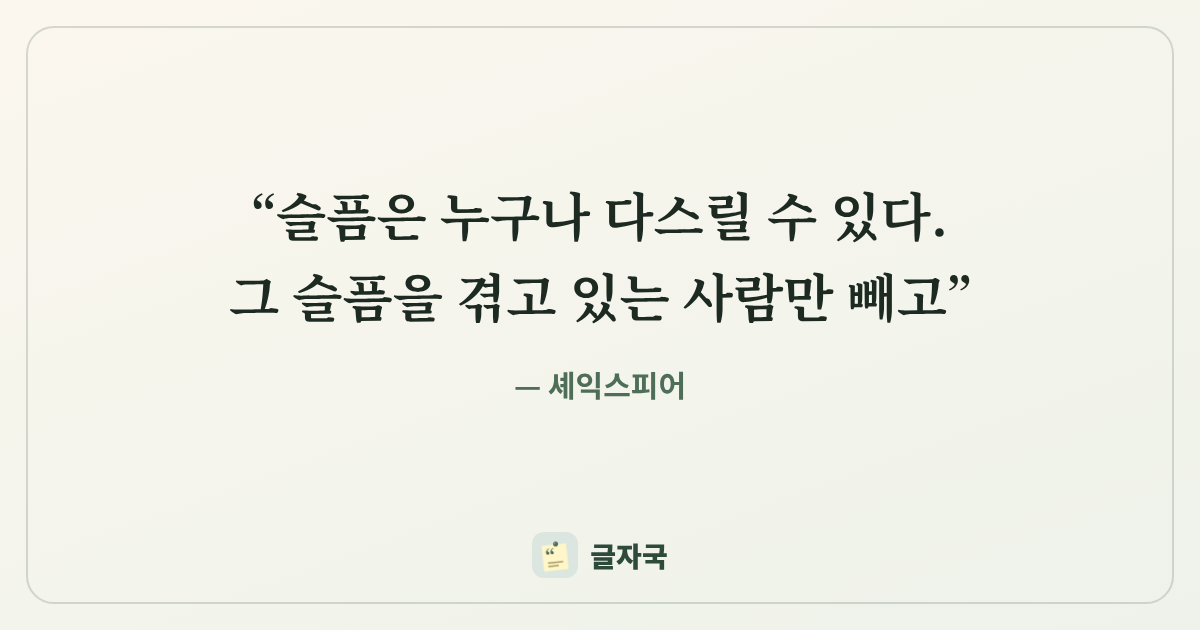 “슬픔은 누구나 다스릴 수 있다.
그 슬픔을 겪고 있는 사람만 빼고”
— 셰익스피어
글자국